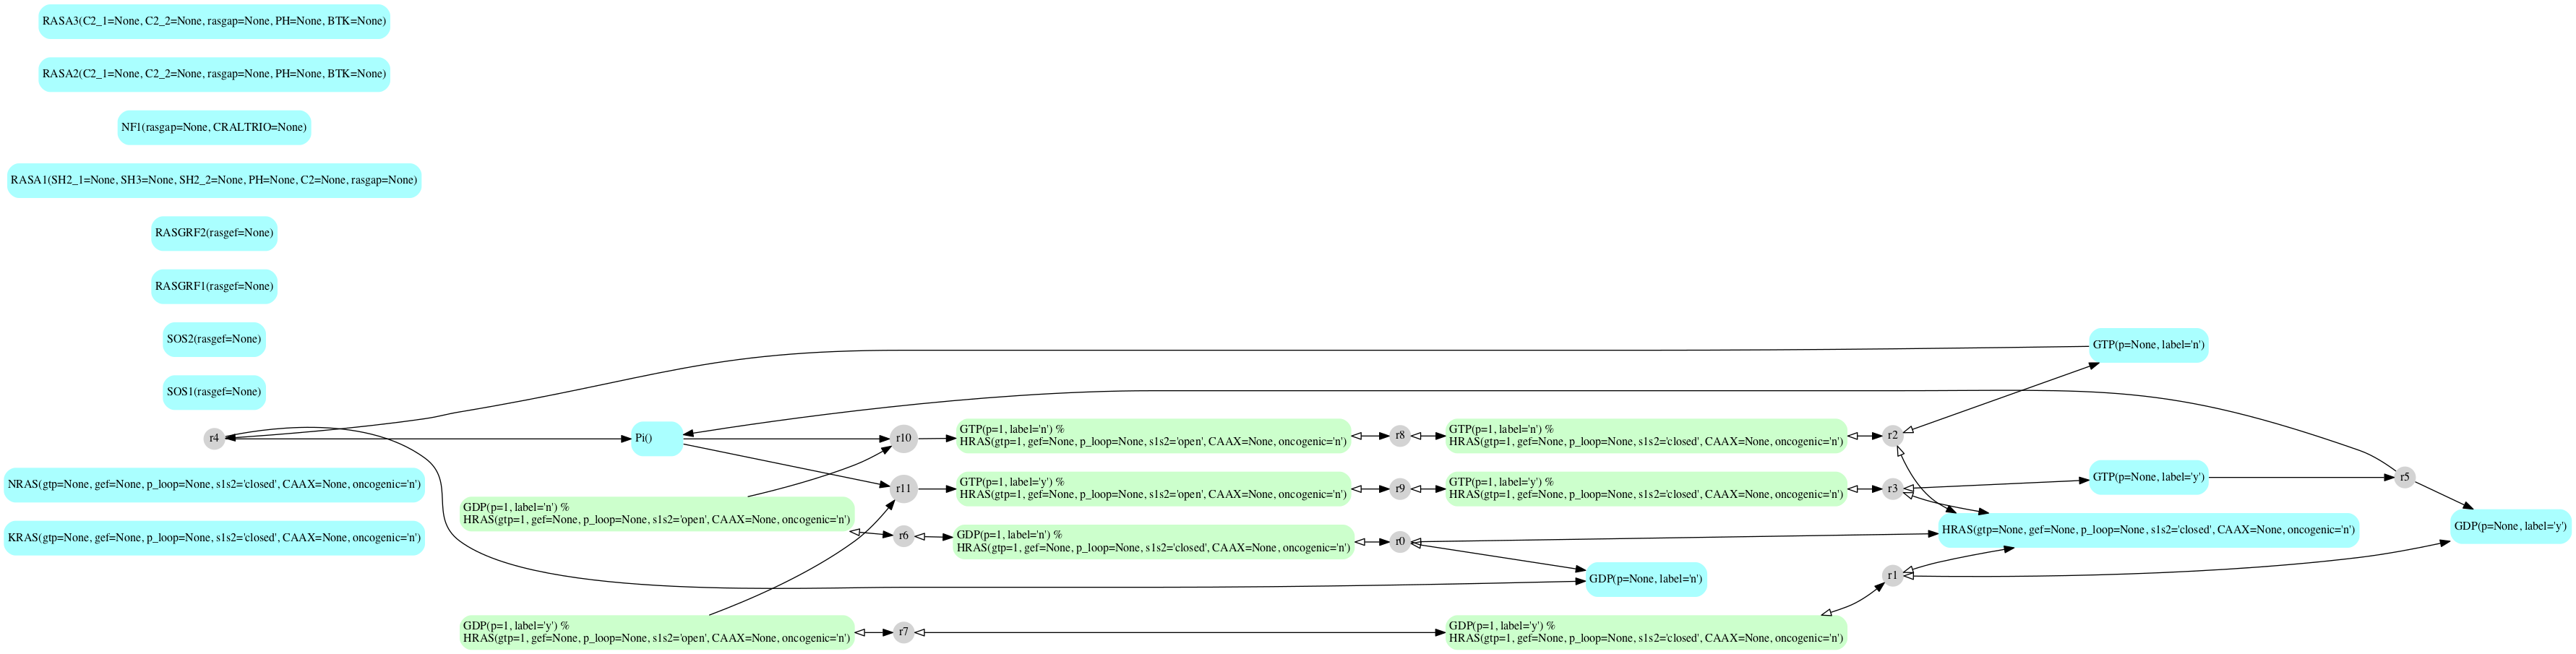 RASA3(C2_1=None, C2_2=None, rasgap=None, PH=None, BTK=None)
RASA2(C2_1=None, C2_2=None, rasgap=None, PH=None, BTK=None)
NF1(rasgap=None, CRALTRIO=None)
RASA1(SH2_1=None, SH3=None, SH2_2=None, PH=None, C2=None, rasgap=None)
RASGRF2(rasgef=None)
RASGRF1(rasgef=None)
SOS2(rasgef=None)
SOS1(rasgef=None)
r4
NRAS(gtp=None, gef=None, p_loop=None, s1s2='closed', CAAX=None, oncogenic='n')
KRAS(gtp=None, gef=None, p_loop=None, s1s2='closed', CAAX=None, oncogenic='n')
Pi()
GDP(p=1, label='n') %
HRAS(gtp=1, gef=None, p_loop=None, s1s2='open', CAAX=None, oncogenic='n')
GDP(p=1, label='y') %
HRAS(gtp=1, gef=None, p_loop=None, s1s2='open', CAAX=None, oncogenic='n')
r10
r11
r6
r7
GTP(p=1, label='n') %
HRAS(gtp=1, gef=None, p_loop=None, s1s2='open', CAAX=None, oncogenic='n')
GTP(p=1, label='y') %
HRAS(gtp=1, gef=None, p_loop=None, s1s2='open', CAAX=None, oncogenic='n')
GDP(p=1, label='n') %
HRAS(gtp=1, gef=None, p_loop=None, s1s2='closed', CAAX=None, oncogenic='n')
r8
r9
r0
GTP(p=1, label='n') %
HRAS(gtp=1, gef=None, p_loop=None, s1s2='closed', CAAX=None, oncogenic='n')
GTP(p=1, label='y') %
HRAS(gtp=1, gef=None, p_loop=None, s1s2='closed', CAAX=None, oncogenic='n')
GDP(p=None, label='n')
GDP(p=1, label='y') %
HRAS(gtp=1, gef=None, p_loop=None, s1s2='closed', CAAX=None, oncogenic='n')
r2
r3
r1
GTP(p=None, label='n')
GTP(p=None, label='y')
HRAS(gtp=None, gef=None, p_loop=None, s1s2='closed', CAAX=None, oncogenic='n')
r5
GDP(p=None, label='y')